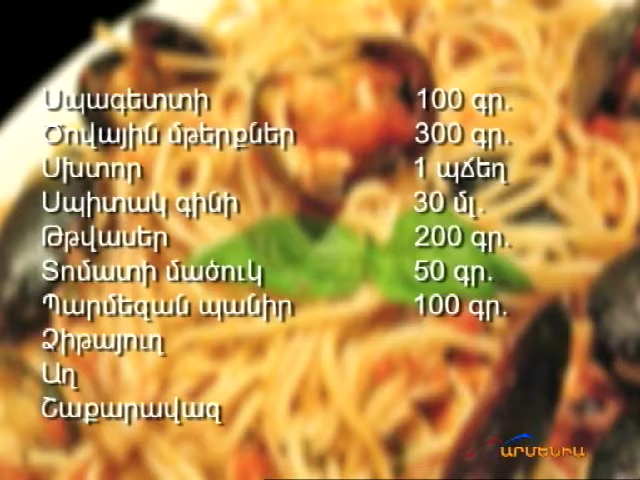 Սպագետտի 100 գր.
Ծովային մթերքներ 300 գր.
Սխտոր 1 պճեղ
Սպիտակ գինի 30 մլ.
Թթվասեր 200 գր.
Տոմատի մածուկ 50 գր.
Պարմեզան պանիր 100 գր.
Ձիթայուղ
Աղ
Շաքարավազ
ԱՐՄԵՆԻԱ